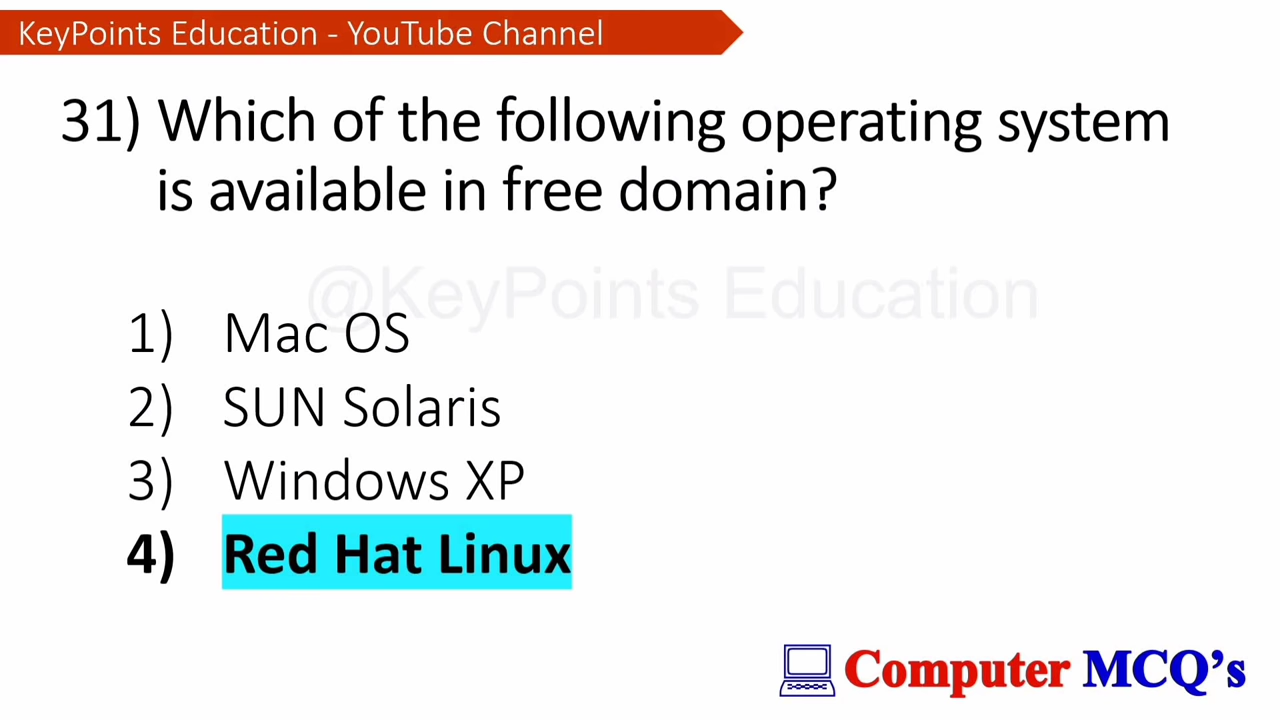 KeyPoints Education - YouTube Channel
31) Which of the following operating system
is available in free domain?
@KeyPoints Education
1) Mac OS
2) SUN Solaris
3) Windows XP
4) Red Hat Linux
Computer MCQ's